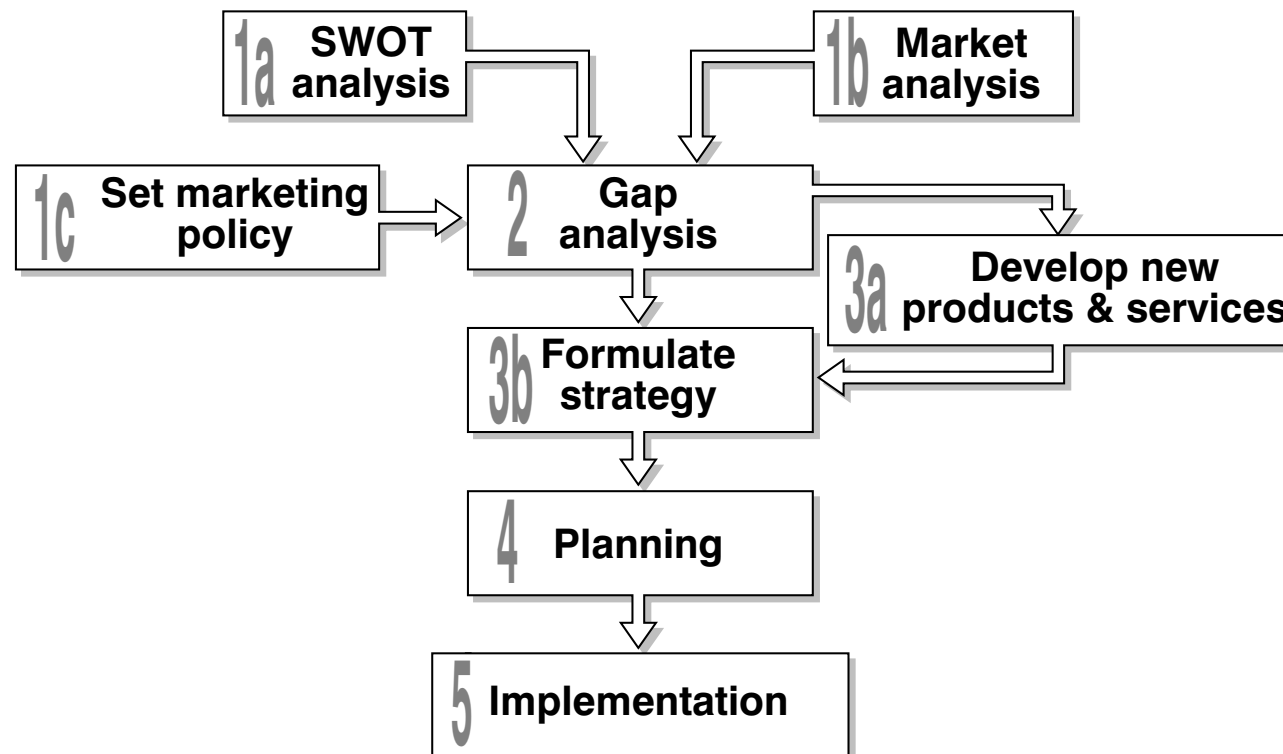 1a SWOT
analysis
1b Market
analysis
1c Set marketing
policy
2 Gap
analysis
3a Develop new
products & services
3b Formulate
strategy
4 Planning
5 Implementation